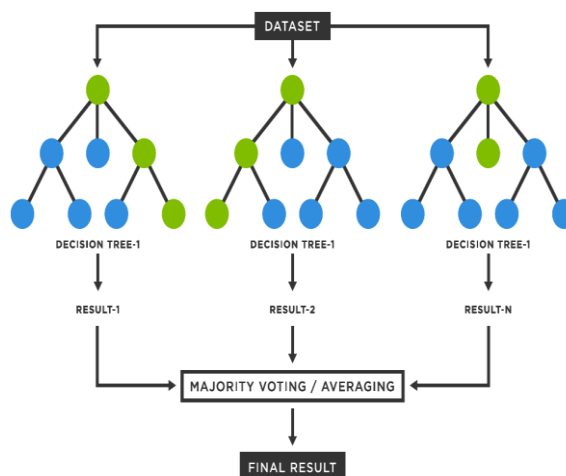 DATASET
DECISION TREE-1
DECISION TREE-1
DECISION TREE-1
RESULT-1
RESULT-2
RESULT-N
MAJORITY VOTING / AVERAGING
FINAL RESULT